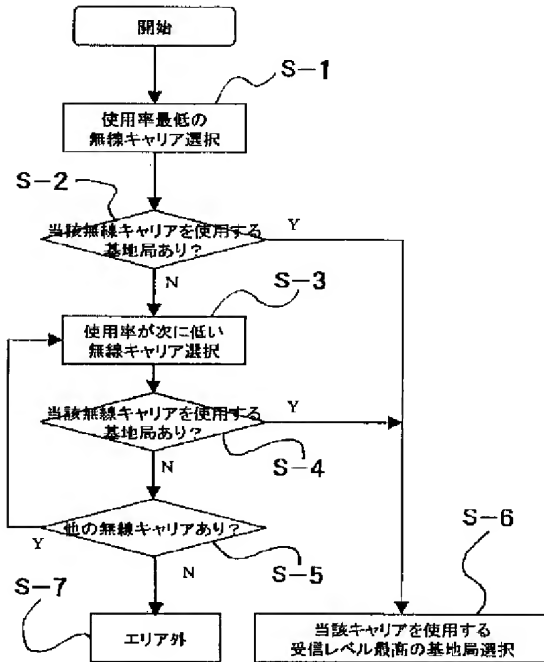 開始
S-1
使用率最低の
無線キャリア選択
S-2
当該無線キャリアを使用する
基地局あり?
Y
N
S-3
使用率が次に低い
無線キャリア選択
当該無線キャリアを使用する
基地局あり?
Y
N
S-4
他の無線キャリアあり?
Y
N
S-5
S-6
S-7
エリア外
当該キャリアを使用する
受信レベル最高の基地局選択